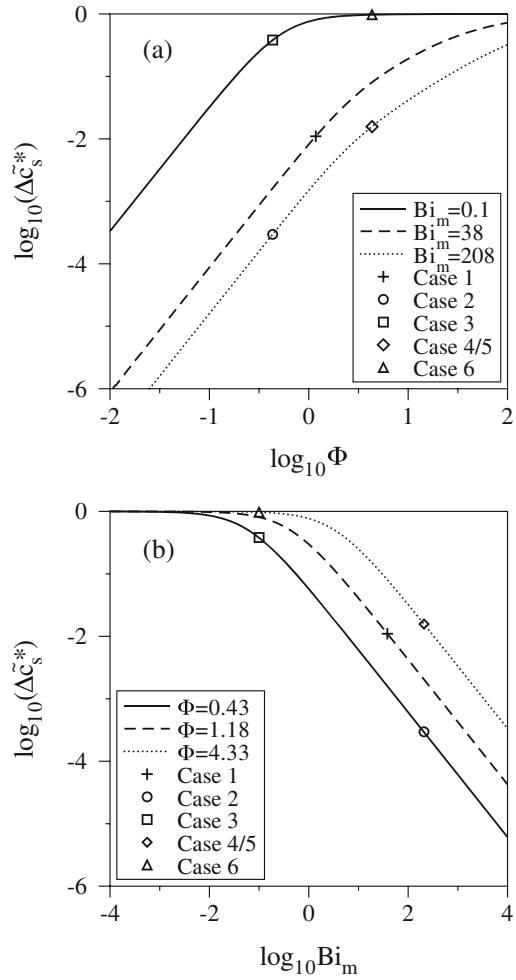 0
(a)
-2
log₁₀(Δc̃ₛ*)
-4
-6
Biₘ=0.1
Biₘ=38
Biₘ=208
Case 1
Case 2
Case 3
Case 4/5
Case 6
-2 -1 0 1 2
log₁₀Φ
0
(b)
-2
log₁₀(Δc̃ₛ*)
-4
-6
Φ=0.43
Φ=1.18
Φ=4.33
Case 1
Case 2
Case 3
Case 4/5
Case 6
-4 -2 0 2 4
log₁₀Biₘ